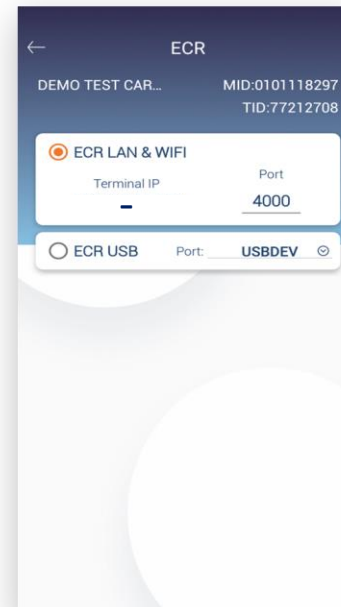 ECR
DEMO TEST CAR... MID:0101118297
TID:77212708
ECR LAN & WIFI
Terminal IP Port
– 4000
ECR USB Port: USBDEV